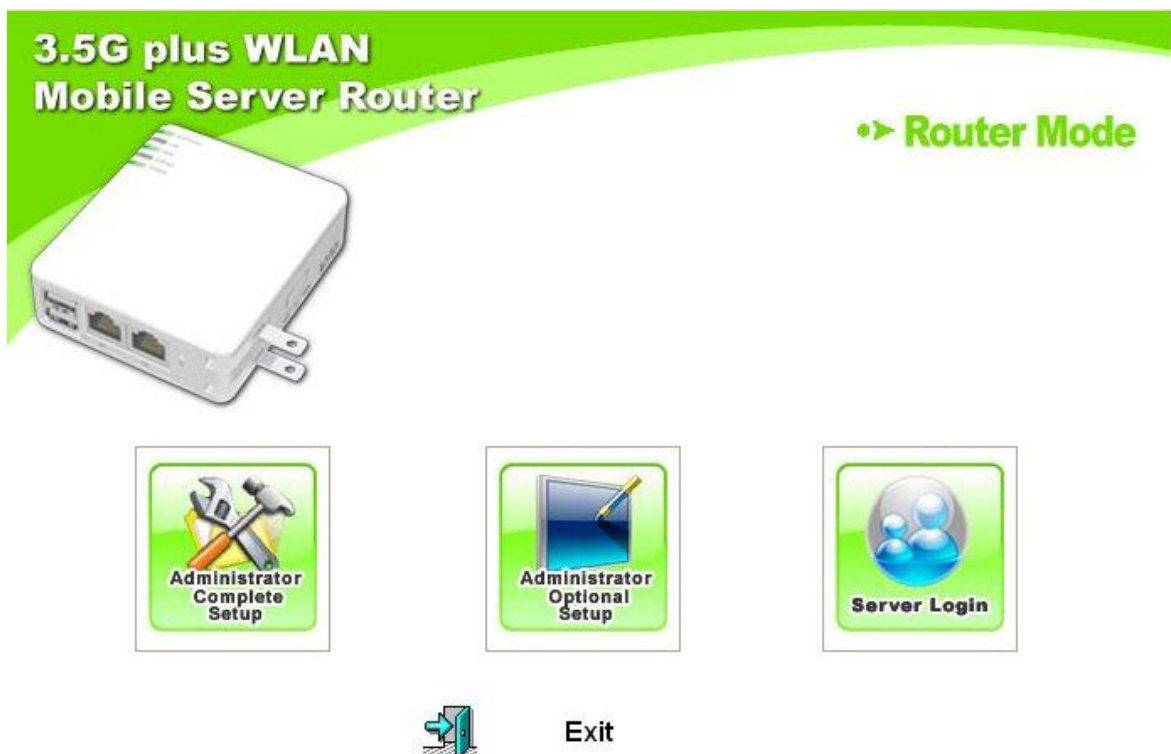 3.5G plus WLAN
Mobile Server Router
Router Mode
Administrator
Complete
Setup
Administrator
Optional
Setup
Server Login
Exit